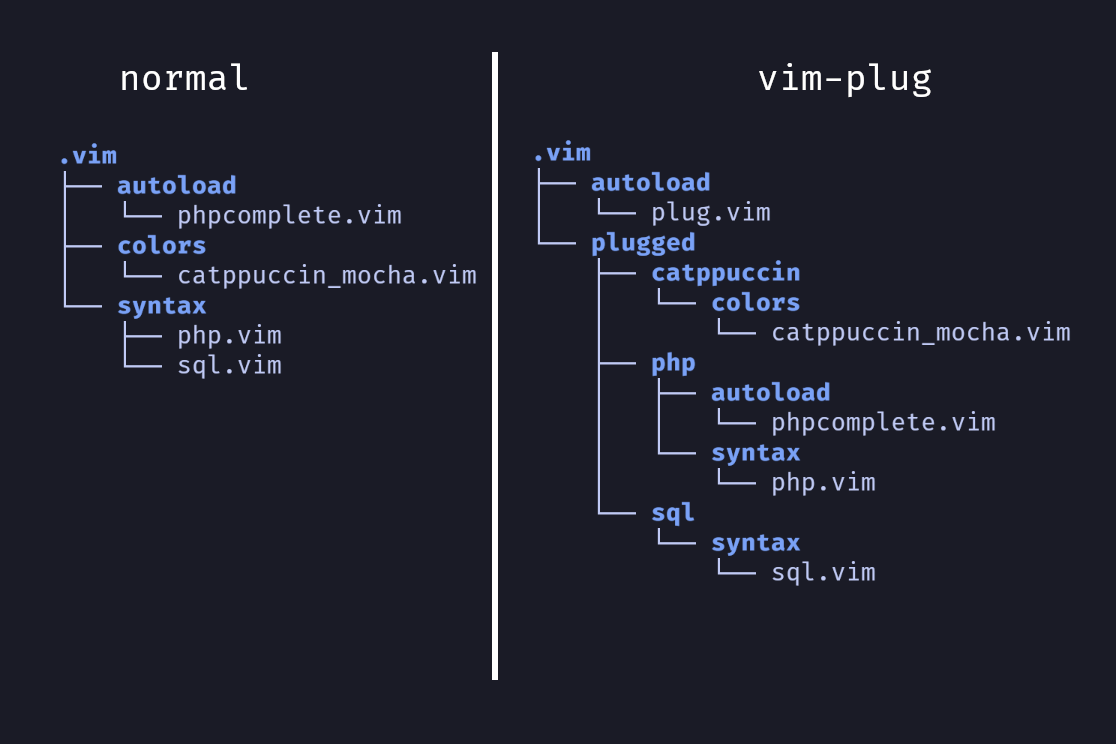 normal
.vim
├── autoload
│   └── phpcomplete.vim
├── colors
│   └── catppuccin_mocha.vim
└── syntax
    ├── php.vim
    └── sql.vim
vim-plug
.vim
├── autoload
│   └── plug.vim
└── plugged
    ├── catppuccin
    │   └── colors
    │       └── catppuccin_mocha.vim
    ├── php
    │   ├── autoload
    │   │   └── phpcomplete.vim
    │   └── syntax
    │       └── php.vim
    └── sql
        └── syntax
            └── sql.vim